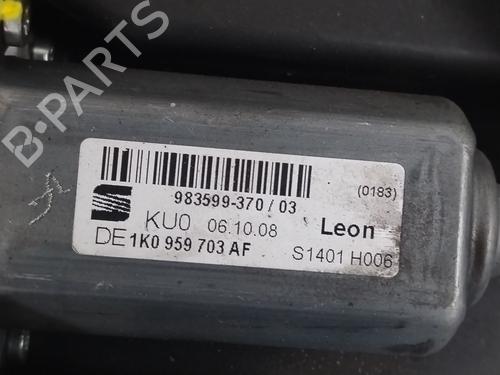 B-PARTS
983599-370 / 03
(0183)
KU0 06.10.08 Leon
DE 1K0 959 703 AF S1401 H006